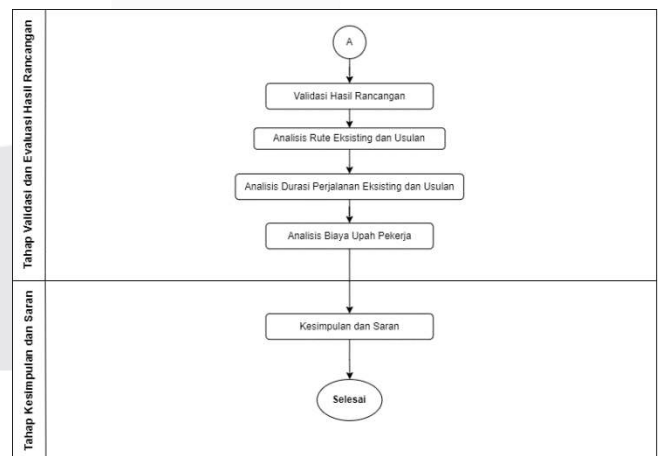 Tahap Validasi dan Evaluasi Hasil Rancangan
A
Validasi Hasil Rancangan
Analisis Rute Eksisting dan Usulan
Analisis Durasi Perjalanan Eksisting dan Usulan
Analisis Biaya Upah Pekerja
Tahap Kesimpulan dan Saran
Kesimpulan dan Saran
Selesai